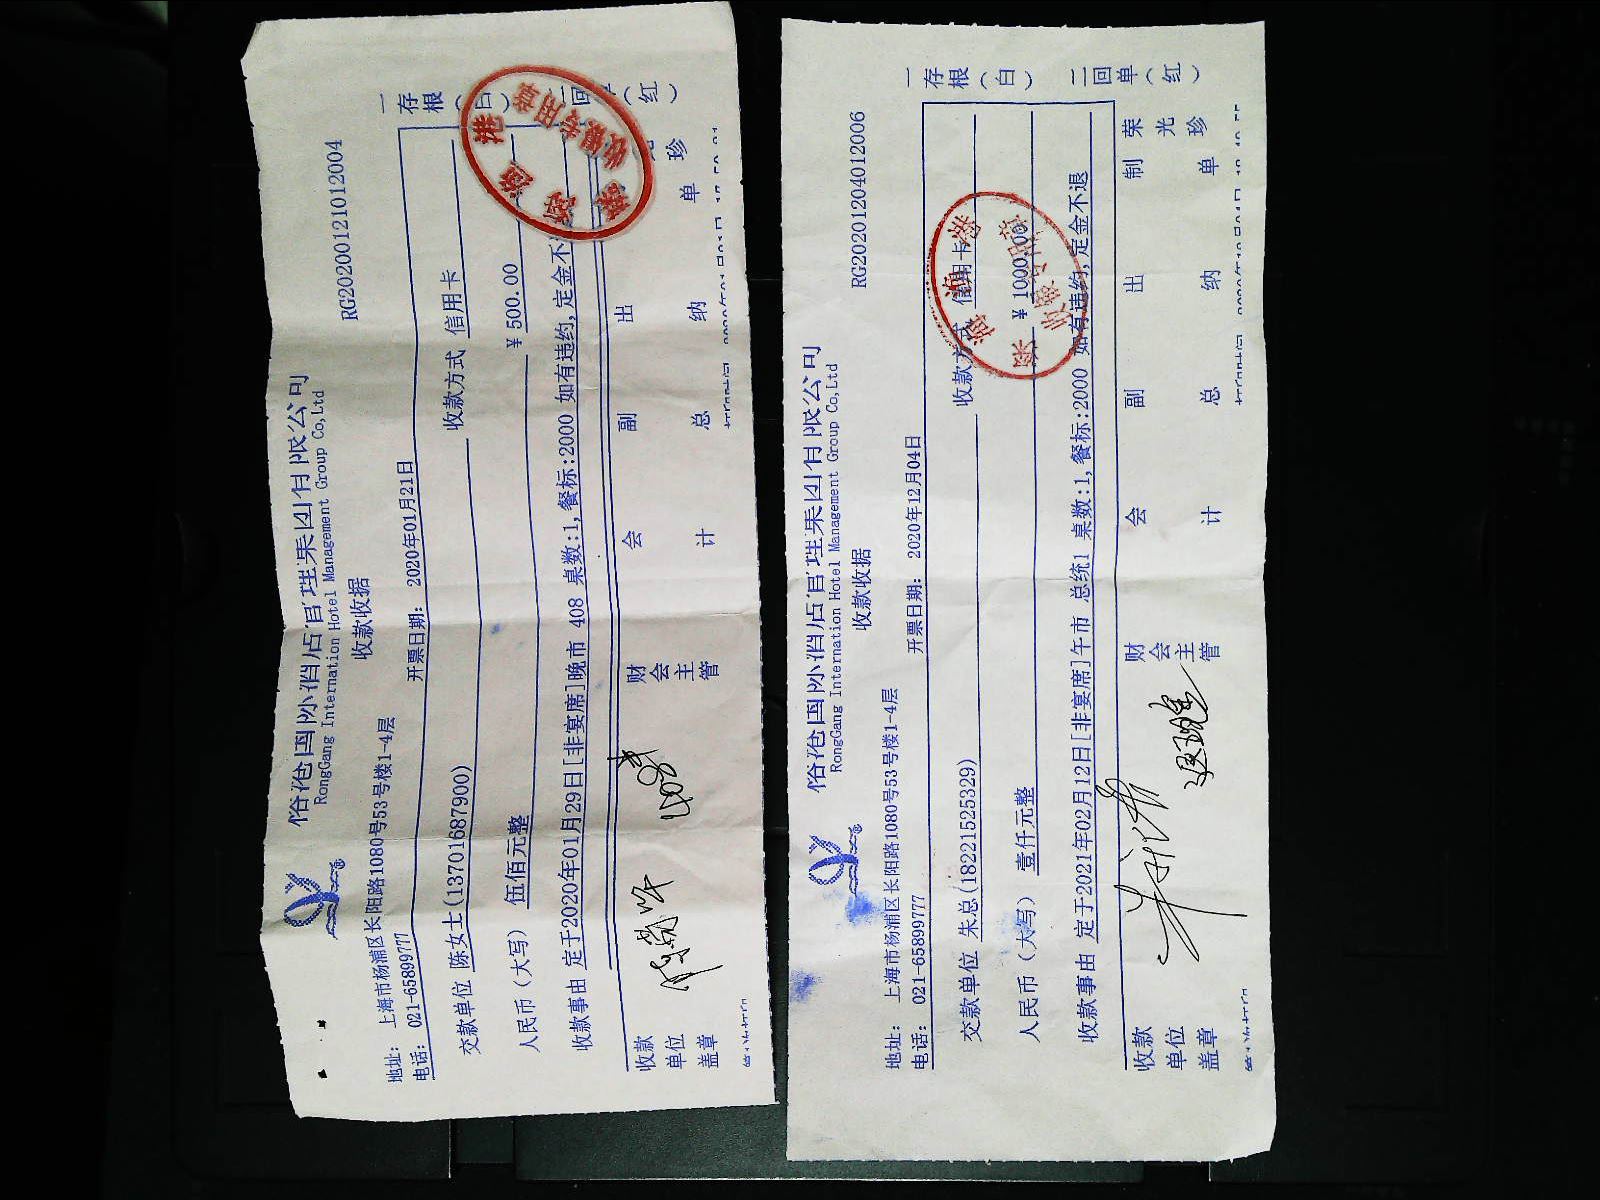 RG202001121012004
国际酒店管理集团有限公司
RongGang Internation Hotel Management Group Co,Ltd
收款收据
地址: 上海市杨浦区长阳路1080号53号楼1-4层
电话: 021-65899777
开票日期: 2020年01月21日
一存根(白) 二回单(红)
交款单位 陈女士(13701687900) 收款方式 信用卡
人民币(大写) 伍佰元整 ¥500.00
收款事由 定于2020年01月29日[非宴席]晚市 408 桌数:1,餐标:2000 如有违约,定金不
收款单位盖章
财会主管
会计
副总
出纳
单
珍
408
海港
专用章
RG20201204012006
国际酒店管理集团有限公司
RongGang Internation Hotel Management Group Co,Ltd
收款收据
地址: 上海市杨浦区长阳路1080号53号楼1-4层
电话: 021-65899777
开票日期: 2020年12月04日
一存根(白) 二回单(红)
交款单位 朱总(18221525329) 收款方式 信用卡
人民币(大写) 壹仟元整 ¥1000.00
收款事由 定于2021年02月12日[非宴席]午市 总统1 桌数:1,餐标:2000 如有违约,定金不退
收款单位盖章
财会主管
会计
副总
出纳
制单
荣光珍